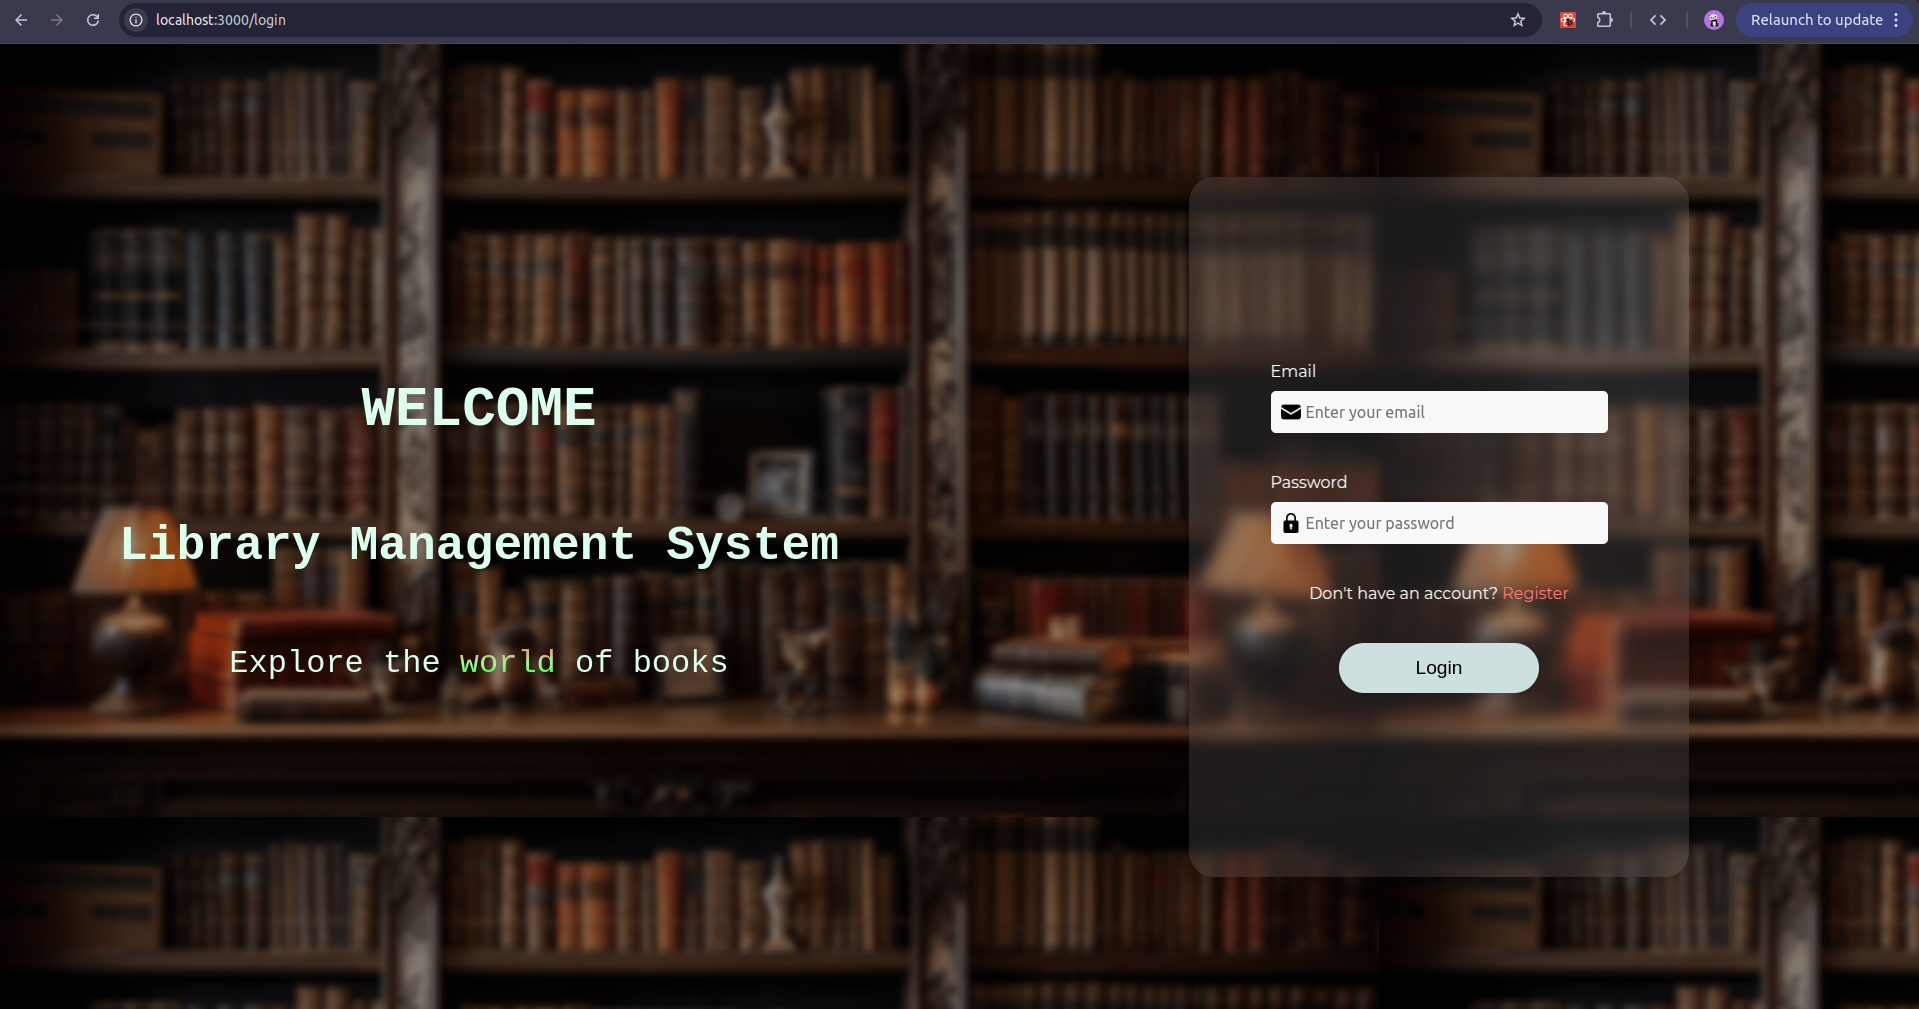 localhost:3000/login
Relaunch to update
WELCOME
Library Management System
Explore the world of books
Email
Enter your email
Password
Enter your password
Don't have an account? Register
Login